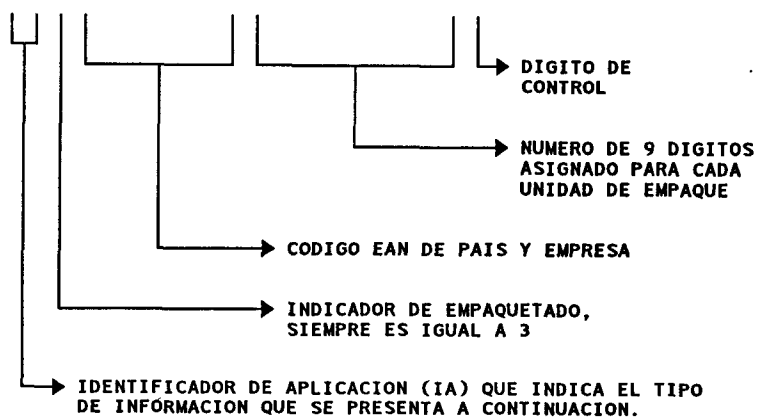 DIGITO DE
CONTROL
NUMERO DE 9 DIGITOS
ASIGNADO PARA CADA
UNIDAD DE EMPAQUE
CODIGO EAN DE PAIS Y EMPRESA
INDICADOR DE EMPAQUETADO,
SIEMPRE ES IGUAL A 3
IDENTIFICADOR DE APLICACION (IA) QUE INDICA EL TIPO
DE INFORMACION QUE SE PRESENTA A CONTINUACION.